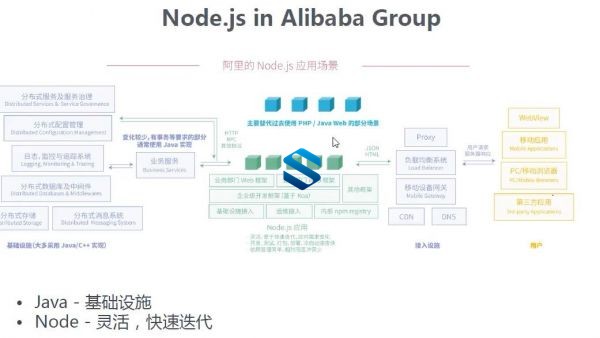 Node.js in Alibaba Group
阿里的 Node.js 应用场景
分布式服务及服务治理
Distributed Services & Service Governance
分布式配置管理
Distributed Configuration Management
日志、监控与追踪系统
Logging, Monitoring & Tracing
分布式数据库及中间件
Distributed Databases & Middlewares
分布式存储
Distributed Storage
分布式消息系统
Distributed Messaging System
基础设施(大多采用 Java/C++ 实现)
变化较少,有事务等要求的部分
通常使用 Java 实现
业务服务
Business Services
HTTP
RPC
其他协议
主要替代过去使用 PHP / Java Web 的部分场景
业务部门 Web 框架
框架
企业级开发框架 (基于 Koa)
其他框架
基础设施接入
运维接入
内部 npm registry
Node.js 应用
JSON
HTML
Proxy
负载均衡系统
Load Balancer
移动设备网关
Mobile Gateway
CDN
DNS
接入设施
用户请求
服务器响应
WebView
移动应用
Mobile Applications
PC/移动浏览器
PC/Mobile Browsers
第三方应用
Third-party Applications
用户
• Java - 基础设施
• Node - 灵活，快速迭代